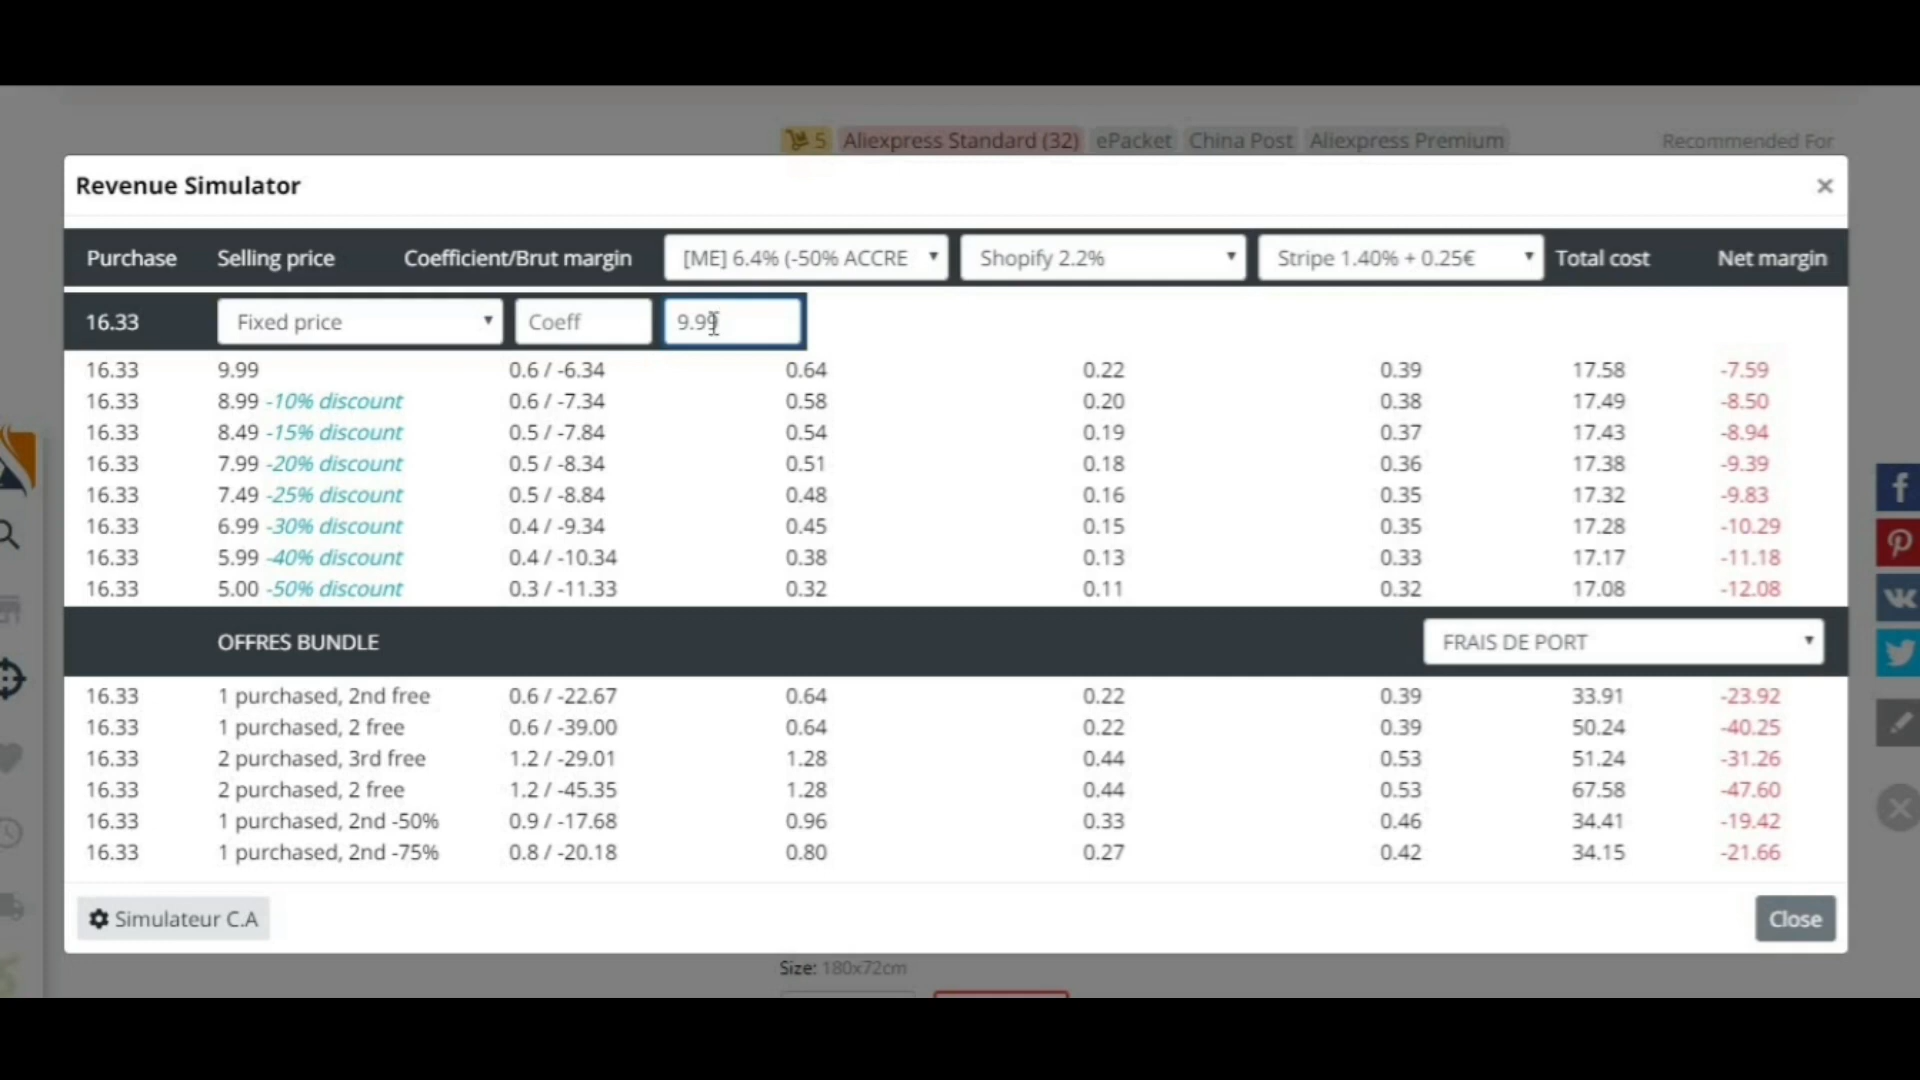 5 Aliexpress Standard (32) ePacket China Post Aliexpress Premium Recommended For
Revenue Simulator ×
Purchase Selling price Coefficient/Brut margin [ME] 6.4% (-50% ACCRE Shopify 2.2% Stripe 1.40% + 0.25€ Total cost Net margin
16.33 Fixed price Coeff 9.99
16.33 9.99 0.6 / -6.34 0.64 0.22 0.39 17.58 -7.59
16.33 8.99 -10% discount 0.6 / -7.34 0.58 0.20 0.38 17.49 -8.50
16.33 8.49 -15% discount 0.5 / -7.84 0.54 0.19 0.37 17.43 -8.94
16.33 7.99 -20% discount 0.5 / -8.34 0.51 0.18 0.36 17.38 -9.39
16.33 7.49 -25% discount 0.5 / -8.84 0.48 0.16 0.35 17.32 -9.83
16.33 6.99 -30% discount 0.4 / -9.34 0.45 0.15 0.35 17.28 -10.29
16.33 5.99 -40% discount 0.4 / -10.34 0.38 0.13 0.33 17.17 -11.18
16.33 5.00 -50% discount 0.3 / -11.33 0.32 0.11 0.32 17.08 -12.08
OFFRES BUNDLE FRAIS DE PORT
16.33 1 purchased, 2nd free 0.6 / -22.67 0.64 0.22 0.39 33.91 -23.92
16.33 1 purchased, 2 free 0.6 / -39.00 0.64 0.22 0.39 50.24 -40.25
16.33 2 purchased, 3rd free 1.2 / -29.01 1.28 0.44 0.53 51.24 -31.26
16.33 2 purchased, 2 free 1.2 / -45.35 1.28 0.44 0.53 67.58 -47.60
16.33 1 purchased, 2nd -50% 0.9 / -17.68 0.96 0.33 0.46 34.41 -19.42
16.33 1 purchased, 2nd -75% 0.8 / -20.18 0.80 0.27 0.42 34.15 -21.66
Simulateur C.A Close
Size: 180x72cm